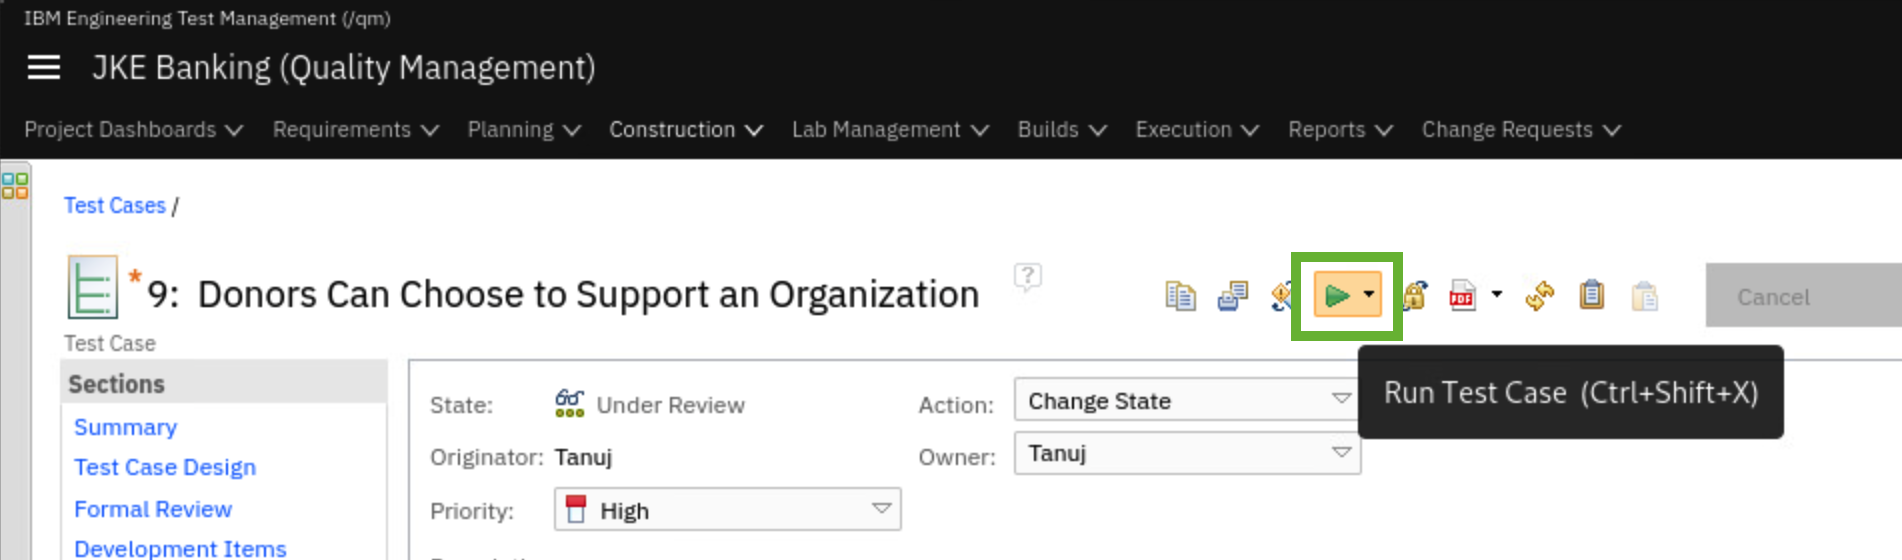 IBM Engineering Test Management (/qm)
JKE Banking (Quality Management)
Project Dashboards Requirements Planning Construction Lab Management Builds Execution Reports Change Requests
Test Cases /
* 9: Donors Can Choose to Support an Organization ? PDF Cancel
Test Case
Run Test Case (Ctrl+Shift+X)
Sections
Summary
Test Case Design
Formal Review
Development Items
State: Under Review Action: Change State
Originator: Tanuj Owner: Tanuj
Priority: High